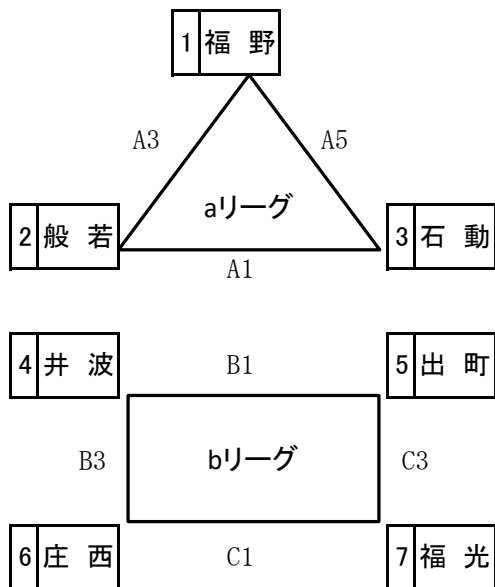 1 福 野
A3 A5
aリーグ
2 般 若
3 石 動
A1
4 井 波
B1
5 出 町
B3
bリーグ
C3
6 庄 西
C1
7 福 光